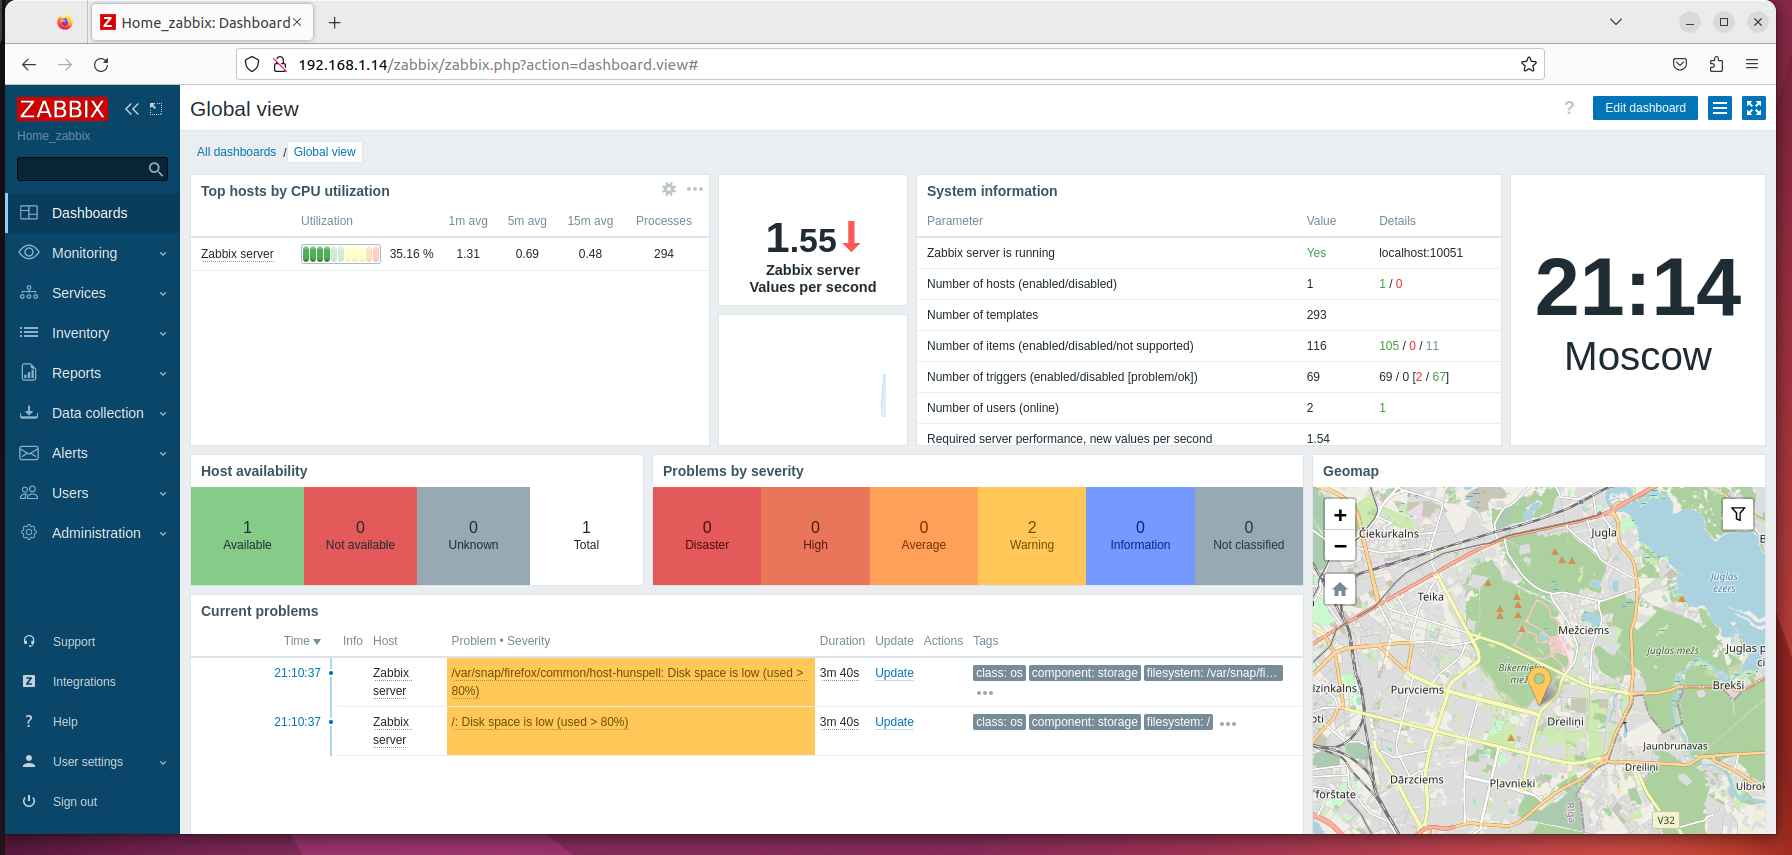 Home_zabbix: Dashboard
192.168.1.14/zabbix/zabbix.php?action=dashboard.view#
ZABBIX
Home_zabbix
Dashboards
Monitoring
Services
Inventory
Reports
Data collection
Alerts
Users
Administration
Support
Integrations
Help
User settings
Sign out
Global view
? Edit dashboard
All dashboards / Global view
Top hosts by CPU utilization
Utilization 1m avg 5m avg 15m avg Processes
Zabbix server 35.16 % 1.31 0.69 0.48 294
1.55
Zabbix server
Values per second
System information
Parameter Value Details
Zabbix server is running Yes localhost:10051
Number of hosts (enabled/disabled) 1 1 / 0
Number of templates 293
Number of items (enabled/disabled/not supported) 116 105 / 0 / 11
Number of triggers (enabled/disabled [problem/ok]) 69 69 / 0 [2 / 67]
Number of users (online) 2 1
Required server performance, new values per second 1.54
21:14
Moscow
Host availability
1 Available
0 Not available
0 Unknown
1 Total
Problems by severity
0 Disaster
0 High
0 Average
2 Warning
0 Information
0 Not classified
Current problems
Time Info Host Problem • Severity Duration Update Actions Tags
21:10:37 Zabbix server /var/snap/firefox/common/host-hunspell: Disk space is low (used > 80%) 3m 40s Update class: os component: storage filesystem: /var/snap/fi…
21:10:37 Zabbix server /: Disk space is low (used > 80%) 3m 40s Update class: os component: storage filesystem: /
Geomap
+
−
Čiekurkalns
Jugla
Juglas
ezers
Teika
Mežciems
Juglas mežs
Juglas p
Biķernieku
Purvciems
Brekši
Dreiliņi
Jaunbrunavas
Dreiliņi
Dārzciems
Pļavnieki
Ulbrok
forštate
Rīga
V32